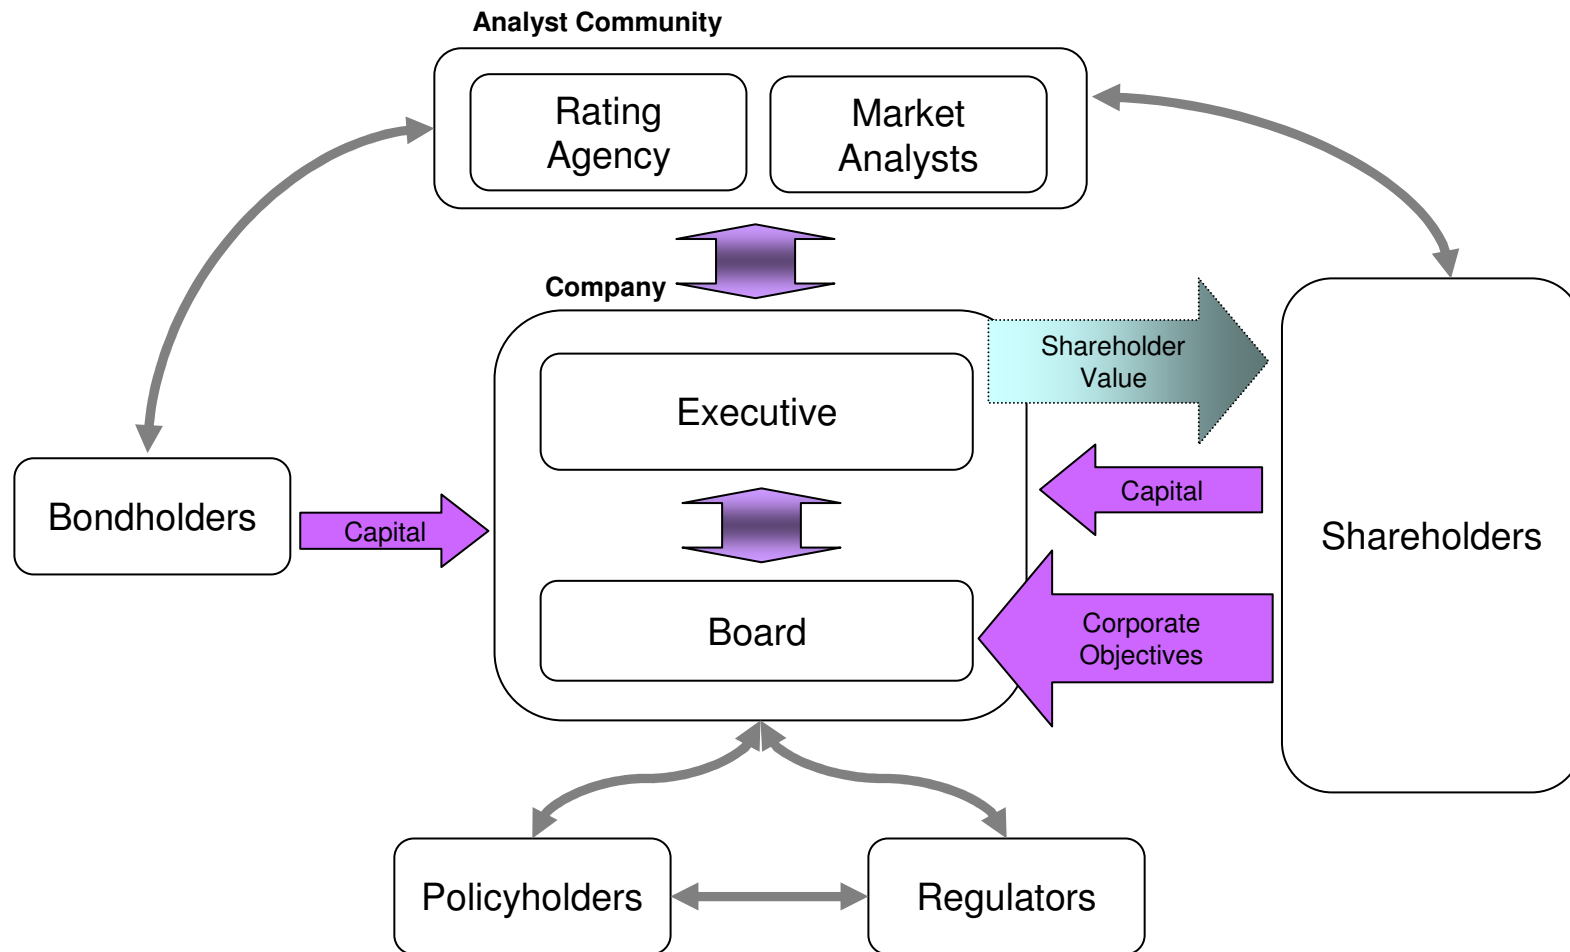 Analyst Community
Rating
Agency
Market
Analysts
Company
Executive
Shareholder
Value
Bondholders
Capital
Capital
Shareholders
Board
Corporate
Objectives
Policyholders
Regulators